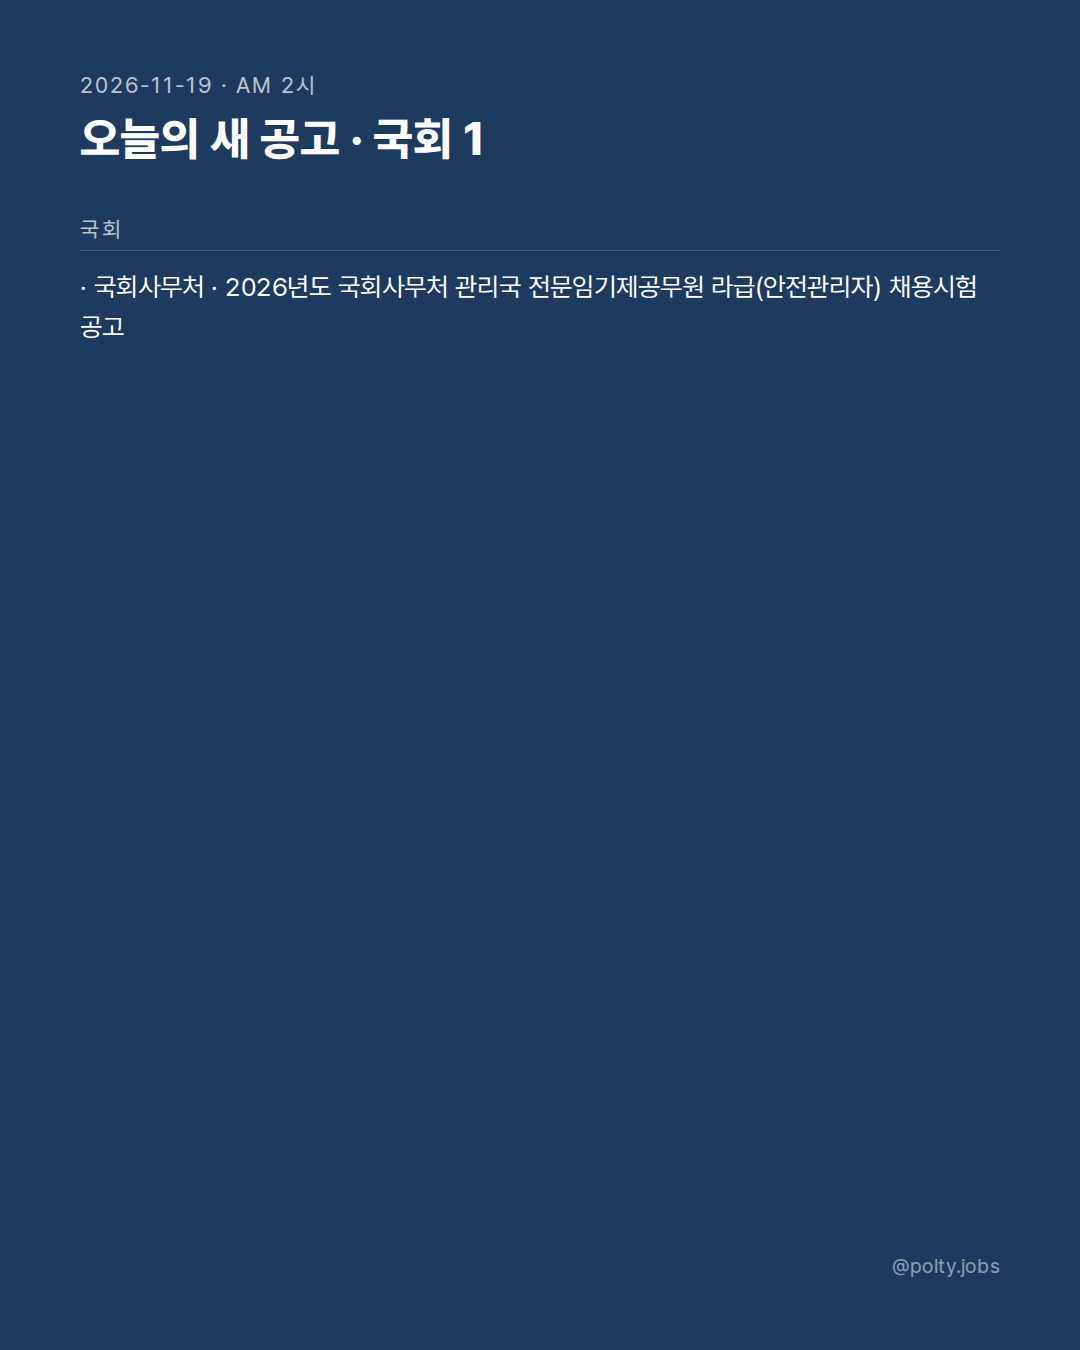 2026-11-19 · AM 2시
오늘의 새 공고 · 국회 1
국회
· 국회사무처 · 2026년도 국회사무처 관리국 전문임기제공무원 라급(안전관리자) 채용시험
공고
@polty.jobs